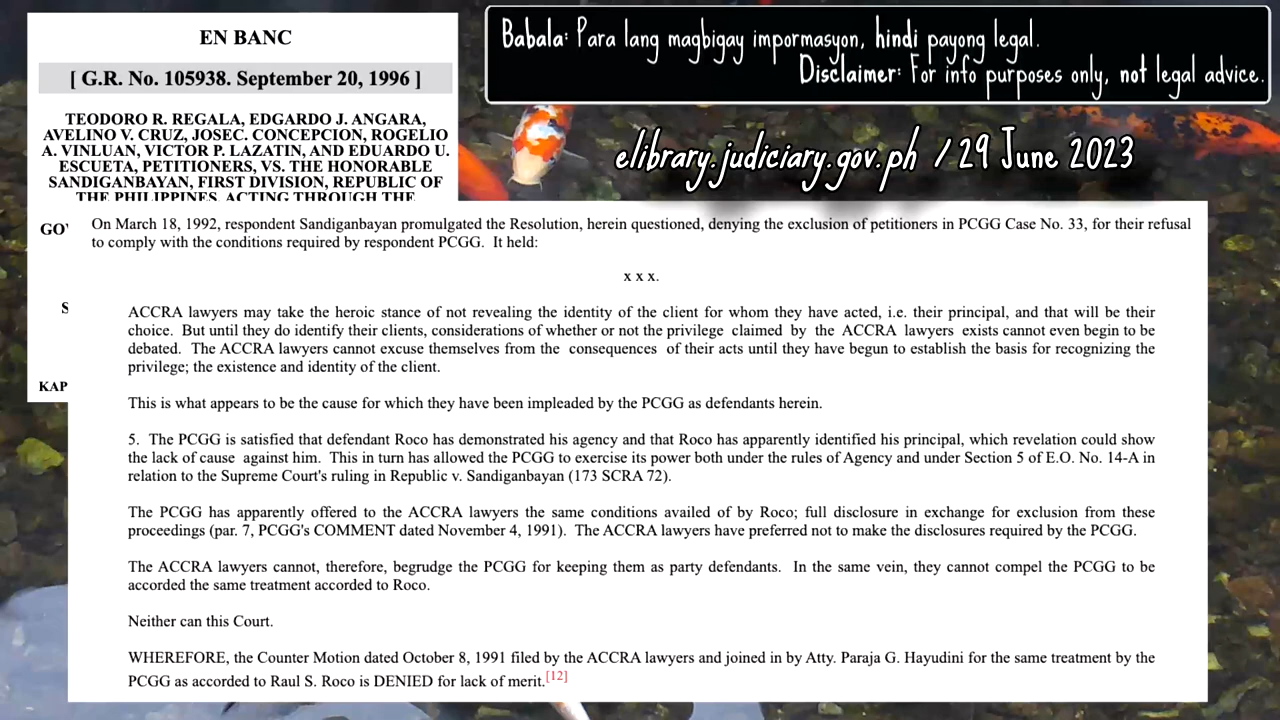 EN BANC
[ G.R. No. 105938. September 20, 1996 ]
TEODORO R. REGALA, EDGARDO J. ANGARA,
AVELINO V. CRUZ, JOSEC. CONCEPCION, ROGELIO
A. VINLUAN, VICTOR P. LAZATIN, AND EDUARDO U.
ESCUETA, PETITIONERS, VS. THE HONORABLE
SANDIGANBAYAN, FIRST DIVISION, REPUBLIC OF
THE PHILIPPINES, ACTING THROUGH THE
GO
S
KAP
Babala: Para lang magbigay impormasyon, hindi payong legal.
Disclaimer: For info purposes only, not legal advice.
elibrary.judiciary.gov.ph / 29 June 2023
On March 18, 1992, respondent Sandiganbayan promulgated the Resolution, herein questioned, denying the exclusion of petitioners in PCGG Case No. 33, for their refusal
to comply with the conditions required by respondent PCGG. It held:
x x x.
ACCRA lawyers may take the heroic stance of not revealing the identity of the client for whom they have acted, i.e. their principal, and that will be their
choice. But until they do identify their clients, considerations of whether or not the privilege claimed by the ACCRA lawyers exists cannot even begin to be
debated. The ACCRA lawyers cannot excuse themselves from the consequences of their acts until they have begun to establish the basis for recognizing the
privilege; the existence and identity of the client.
This is what appears to be the cause for which they have been impleaded by the PCGG as defendants herein.
5. The PCGG is satisfied that defendant Roco has demonstrated his agency and that Roco has apparently identified his principal, which revelation could show
the lack of cause against him. This in turn has allowed the PCGG to exercise its power both under the rules of Agency and under Section 5 of E.O. No. 14-A in
relation to the Supreme Court's ruling in Republic v. Sandiganbayan (173 SCRA 72).
The PCGG has apparently offered to the ACCRA lawyers the same conditions availed of by Roco; full disclosure in exchange for exclusion from these
proceedings (par. 7, PCGG's COMMENT dated November 4, 1991). The ACCRA lawyers have preferred not to make the disclosures required by the PCGG.
The ACCRA lawyers cannot, therefore, begrudge the PCGG for keeping them as party defendants. In the same vein, they cannot compel the PCGG to be
accorded the same treatment accorded to Roco.
Neither can this Court.
WHEREFORE, the Counter Motion dated October 8, 1991 filed by the ACCRA lawyers and joined in by Atty. Paraja G. Hayudini for the same treatment by the
PCGG as accorded to Raul S. Roco is DENIED for lack of merit.[12]